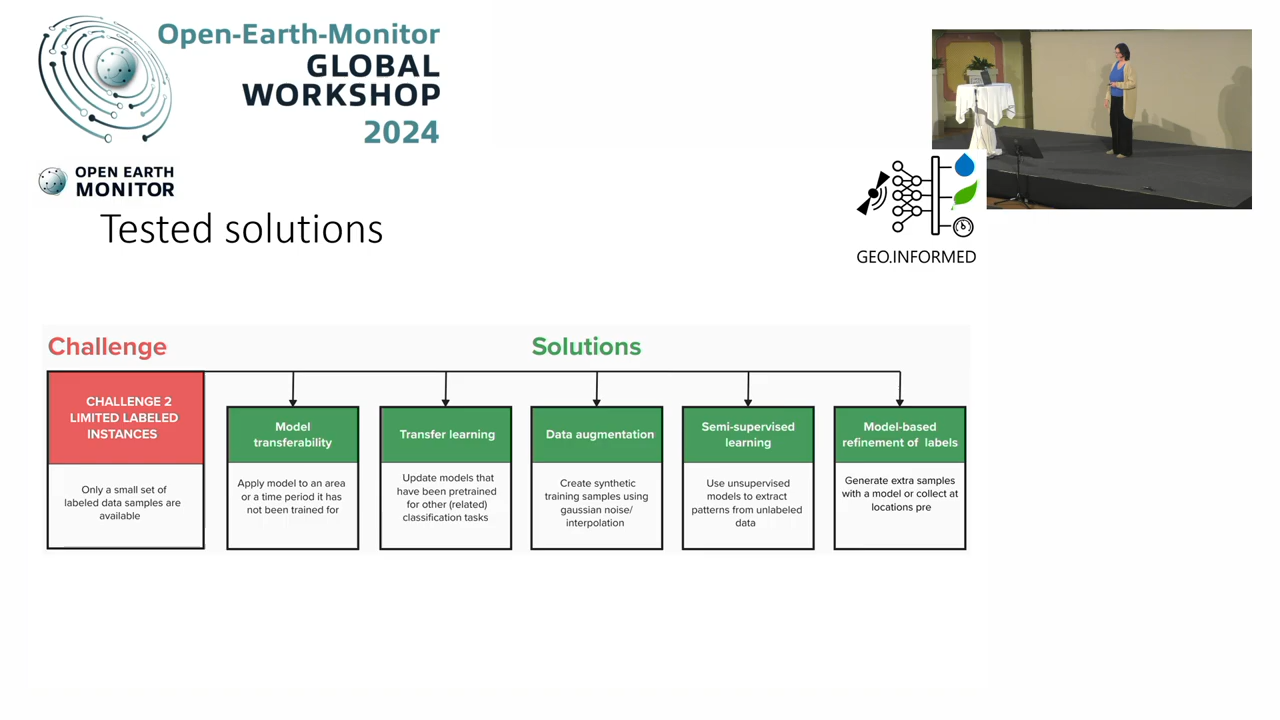 Open-Earth-Monitor
GLOBAL
WORKSHOP
2024
OPEN EARTH
MONITOR
Tested solutions
GEO.INFORMED
Challenge
Solutions
CHALLENGE 2
LIMITED LABELED
INSTANCES
Only a small set of
labeled data samples are
available
Model
transferability
Apply model to an area
or a time period it has
not been trained for
Transfer learning
Update models that
have been pretrained
for other (related)
classification tasks
Data augmentation
Create synthetic
training samples using
gaussian noise/
interpolation
Semi-supervised
learning
Use unsupervised
models to extract
patterns from unlabeled
data
Model-based
refinement of labels
Generate extra samples
with a model or collect at
locations pre